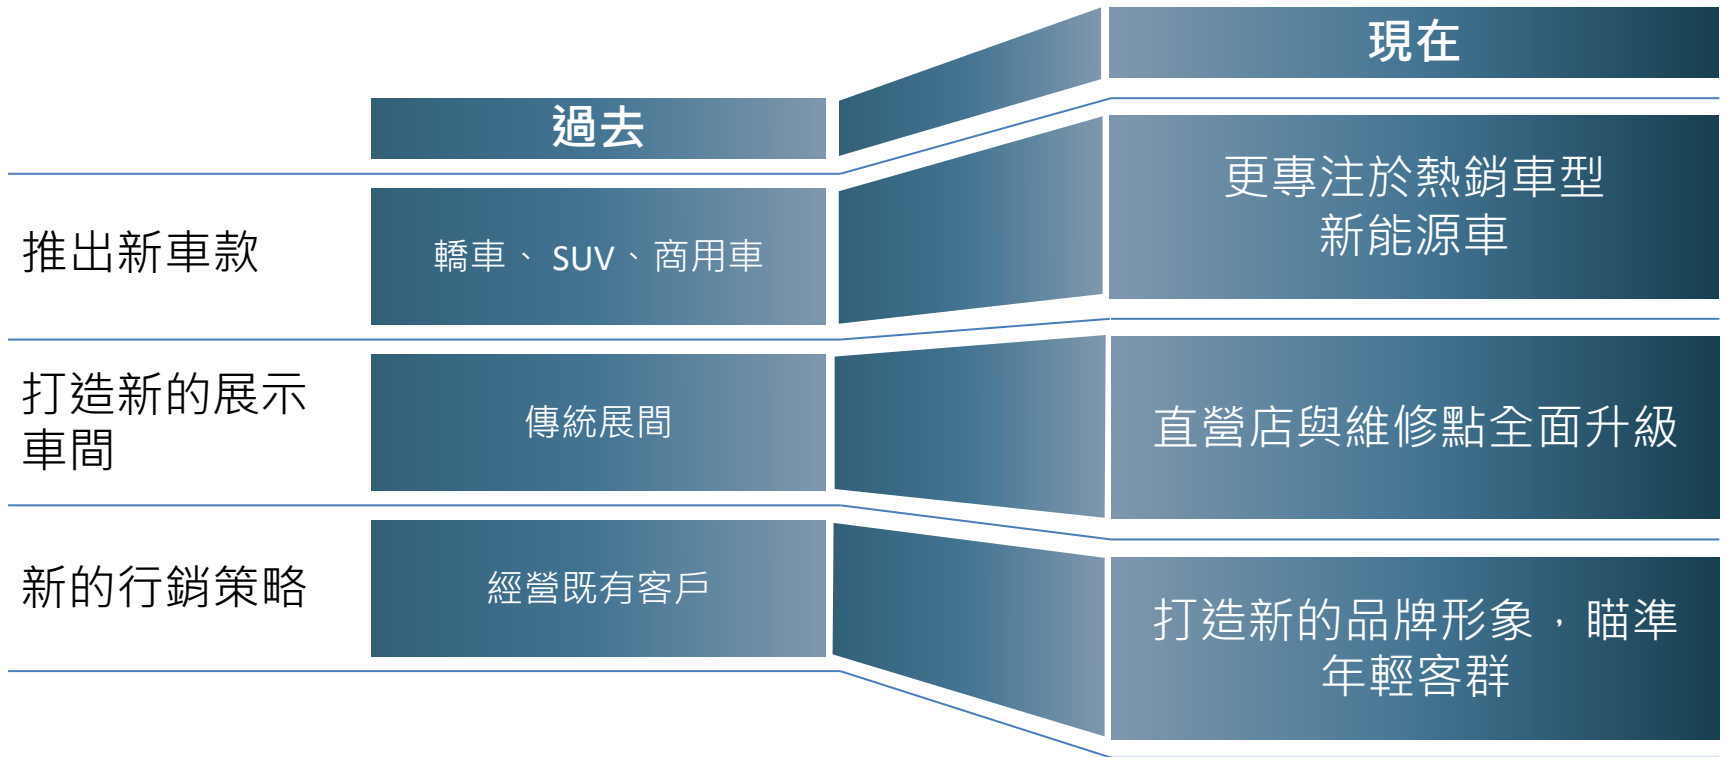 現在
過去
推出新車款
轎車、 SUV、商用車
更專注於熱銷車型
新能源車
打造新的展示
車間
傳統展間
直營店與維修點全面升級
新的行銷策略
經營既有客戶
打造新的品牌形象，瞄準
年輕客群